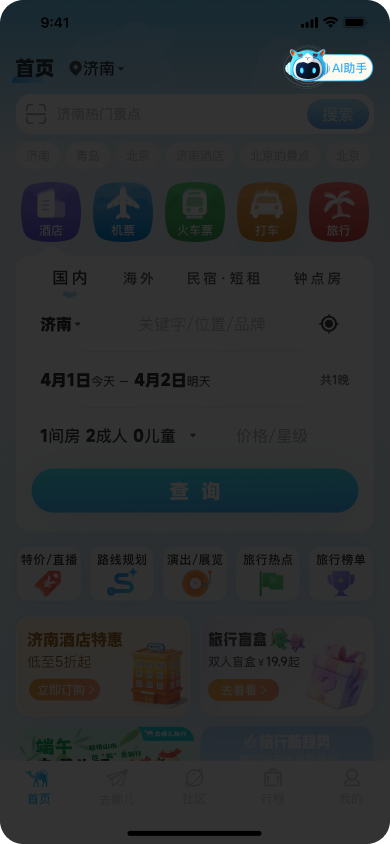 9:41
首页 济南 AI助手
济南热门景点 搜索
济南 青岛 北京 济南酒店 北京的景点 北京
酒店 机票 火车票 打车 旅行
国内 海外 民宿·短租 钟点房
济南 关键字/位置/品牌
4月1日今天 — 4月2日明天 共1晚
1间房 2成人 0儿童 价格/星级
查询
特价/直播 路线规划 演出/展览 旅行热点 旅行榜单
济南酒店特惠 旅行盲盒
低至5折起 双人盲盒¥19.9起
立即订购 去看看
端午
首页 去哪儿 社区 行程 我的